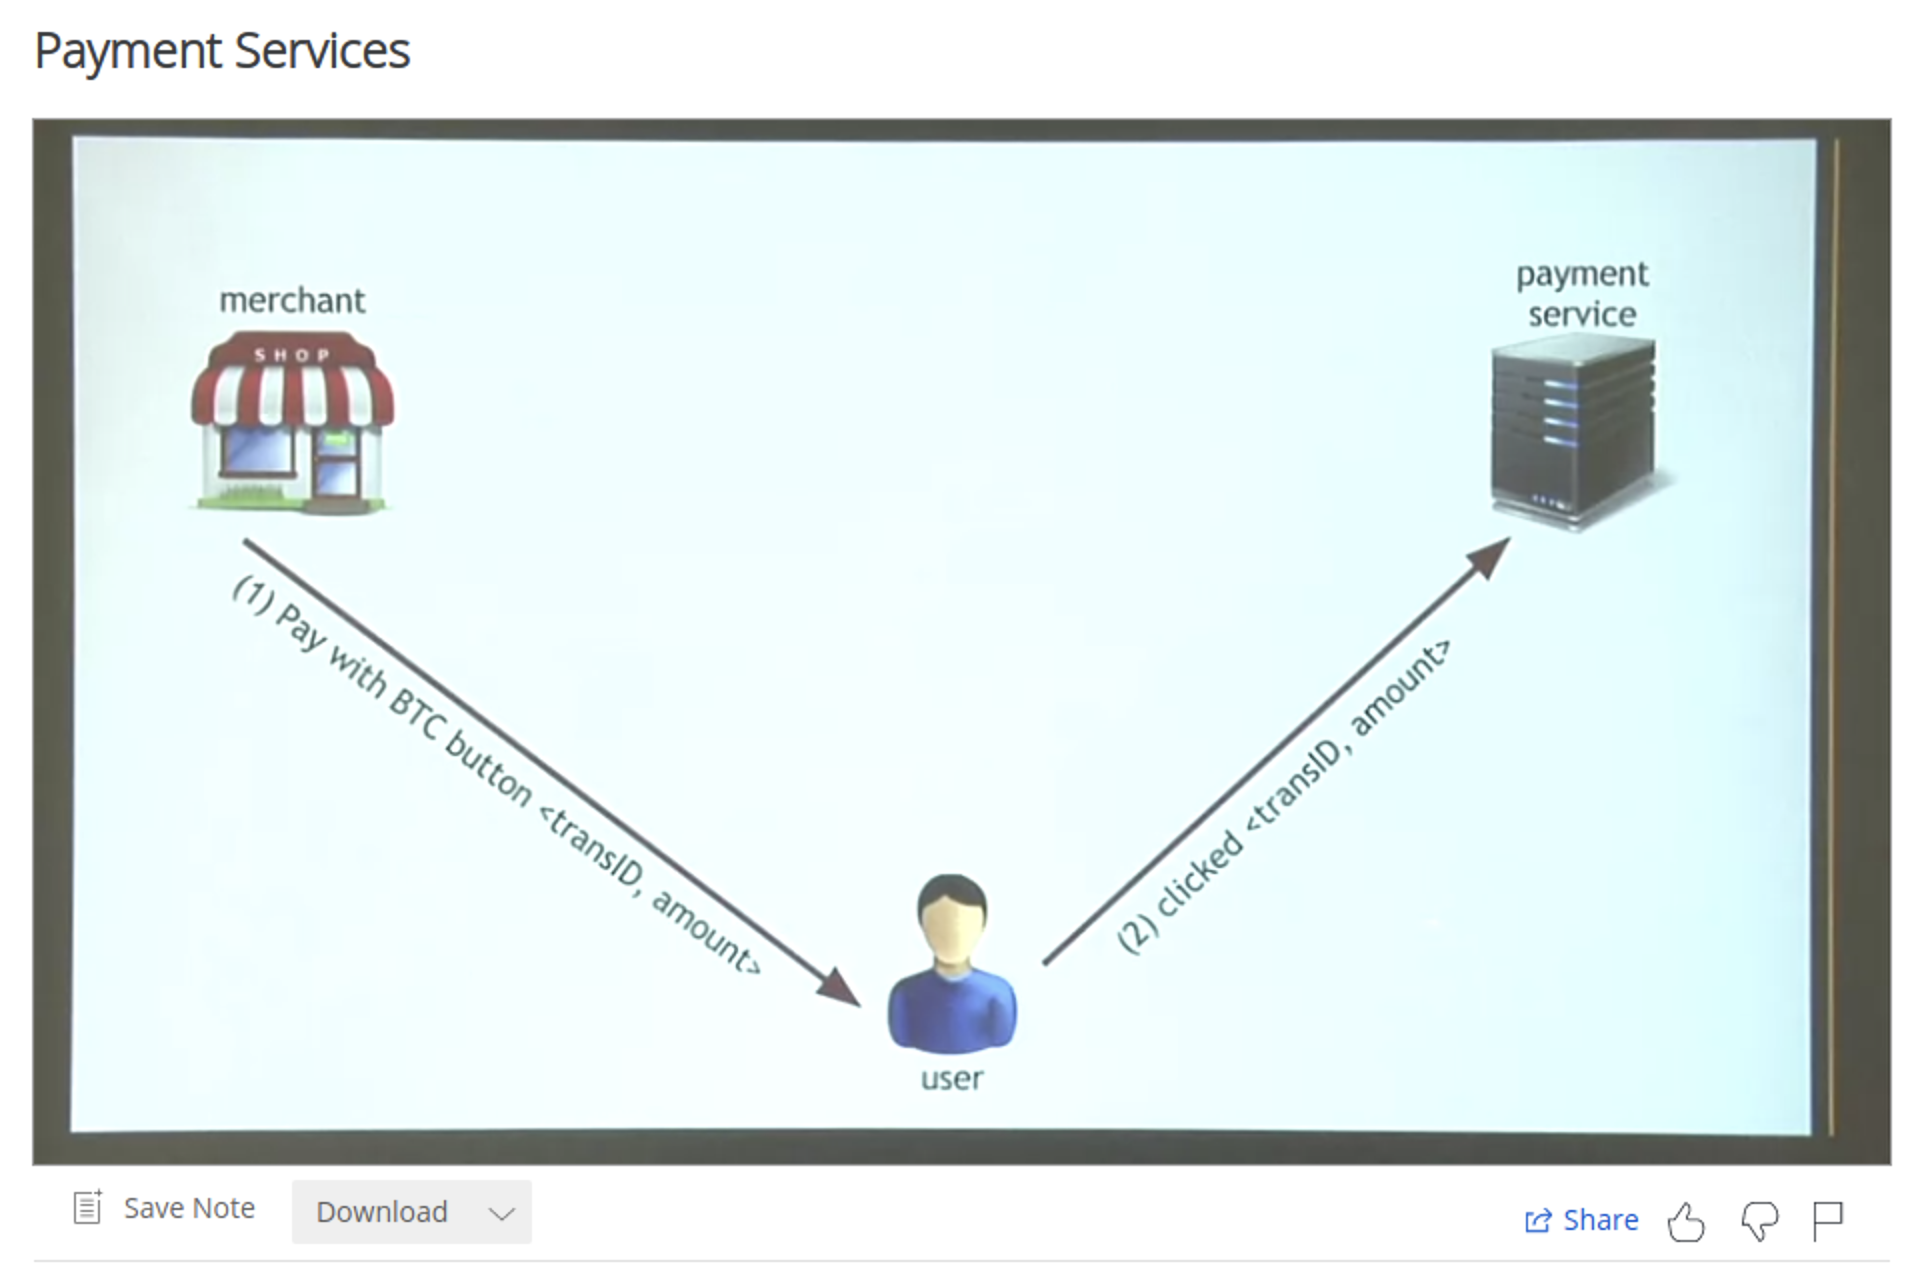 Payment Services
merchant
SHOP
payment
service
(1) Pay with BTC button <transID, amount>
(2) clicked <transID, amount>
user
Save Note
Download
Share